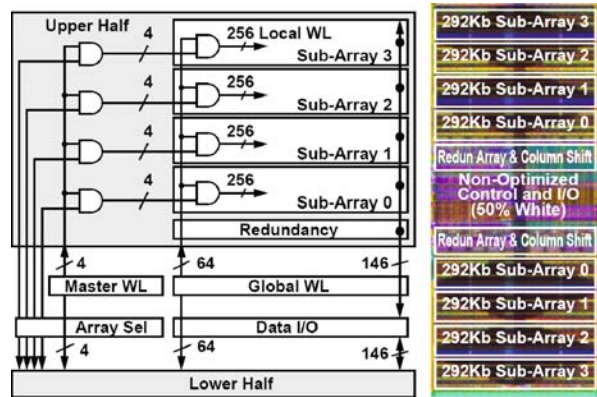 Upper Half
4
256 Local WL
Sub-Array 3
4
256
Sub-Array 2
4
256
Sub-Array 1
4
256
Sub-Array 0
Redundancy
4
64
146
Master WL
Global WL
Array Sel
Data I/O
4
64
146
Lower Half
292Kb Sub-Array 3
292Kb Sub-Array 2
292Kb Sub-Array 1
292Kb Sub-Array 0
Redun Array & Column Shift
Non-Optimized
Control and I/O
(50% White)
Redun Array & Column Shift
292Kb Sub-Array 0
292Kb Sub-Array 1
292Kb Sub-Array 2
292Kb Sub-Array 3